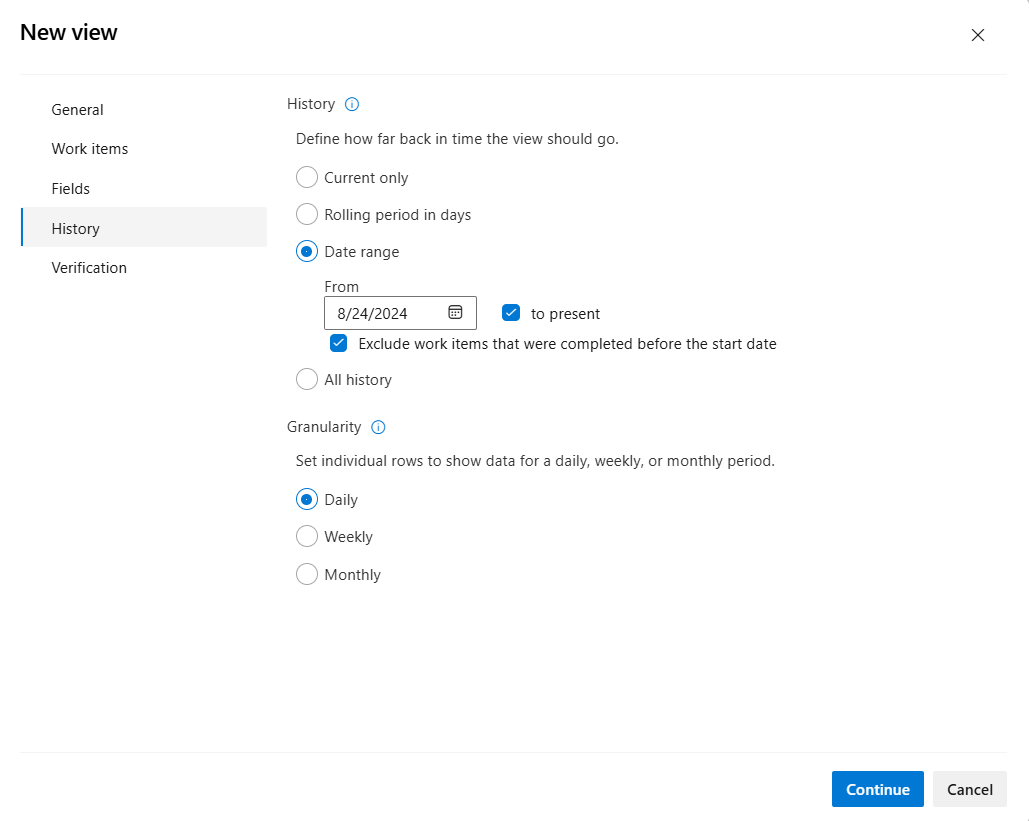 New view
General
Work items
Fields
History
Verification
History
Define how far back in time the view should go.
Current only
Rolling period in days
Date range
From
8/24/2024
to present
Exclude work items that were completed before the start date
All history
Granularity
Set individual rows to show data for a daily, weekly, or monthly period.
Daily
Weekly
Monthly
Continue
Cancel